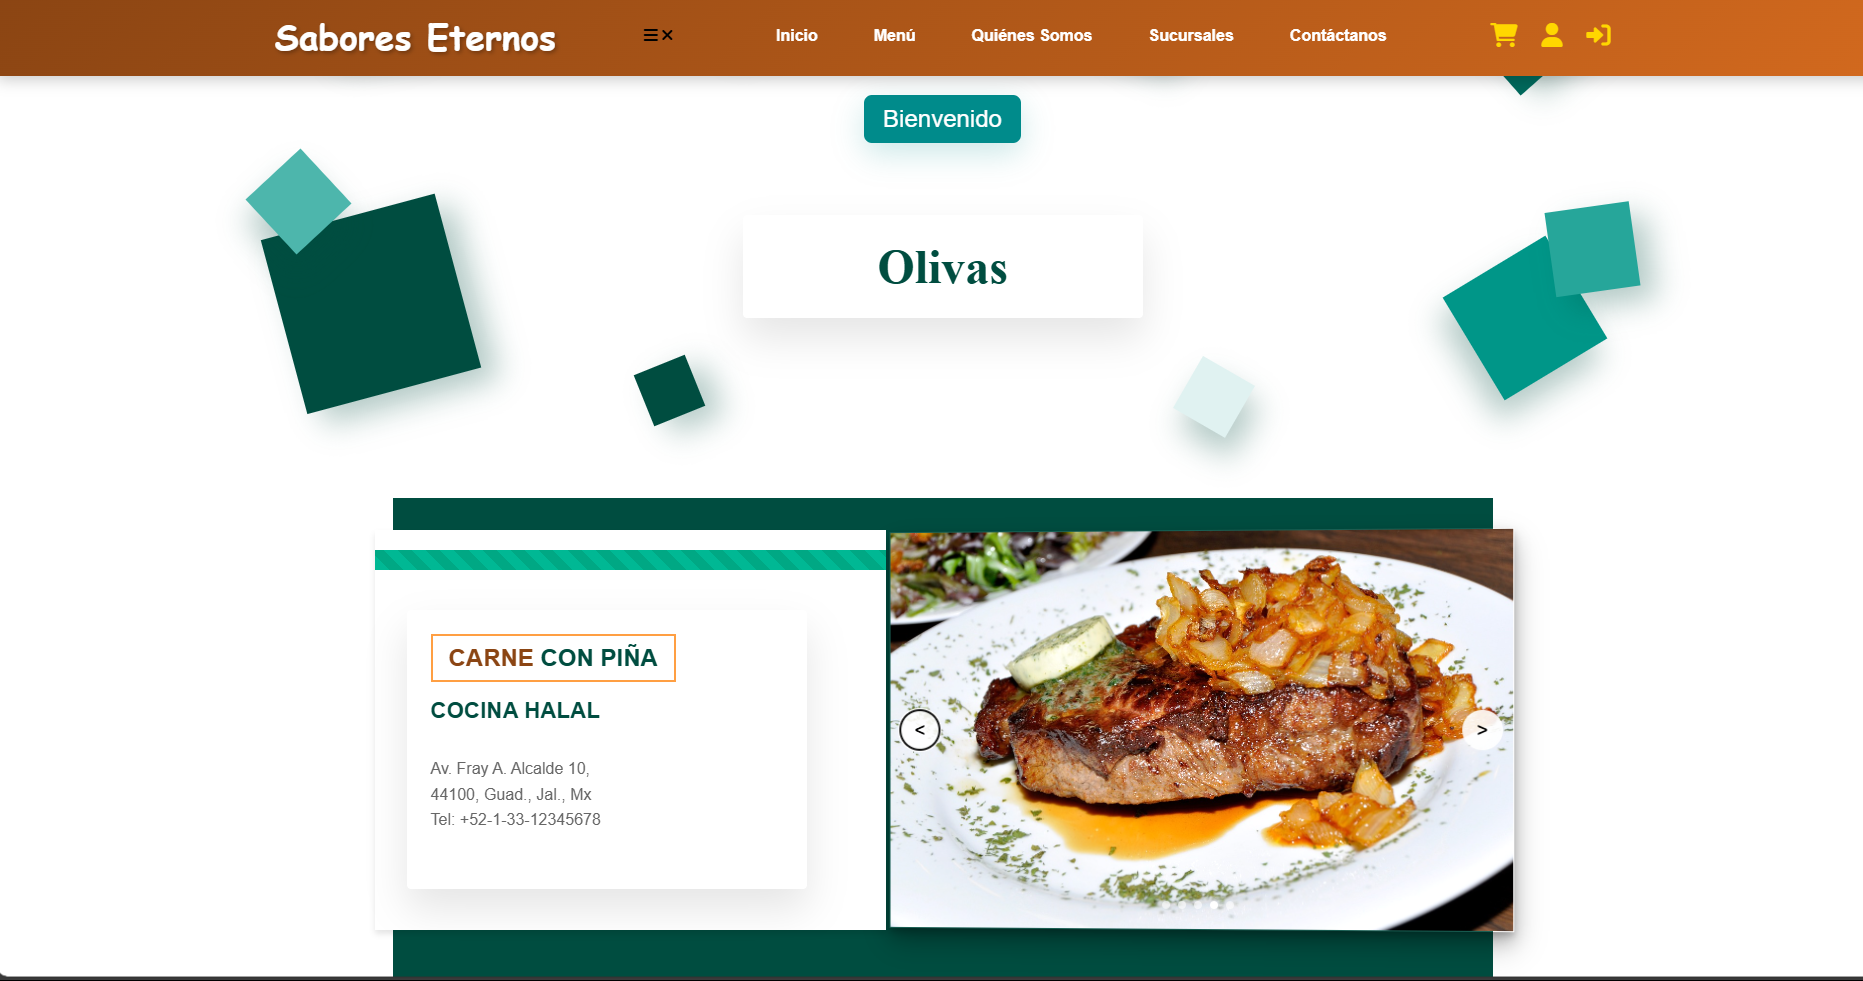 Sabores Eternos
Inicio
Menú
Quiénes Somos
Sucursales
Contáctanos
Bienvenido
Olivas
CARNE CON PIÑA
COCINA HALAL
Av. Fray A. Alcalde 10,
44100, Guad., Jal., Mx
Tel: +52-1-33-12345678
<
>